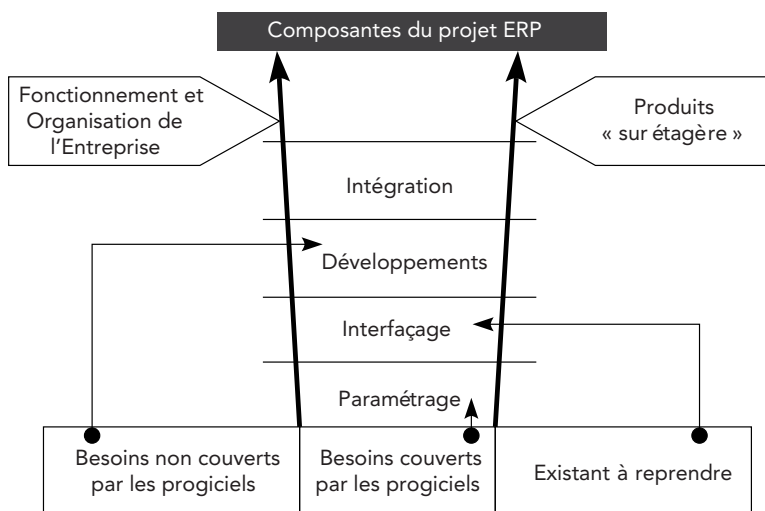 Composantes du projet ERP
Fonctionnement et
Organisation de
l’Entreprise
Produits
« sur étagère »
Intégration
Développements
Interfaçage
Paramétrage
Besoins non couverts
par les progiciels
Besoins couverts
par les progiciels
Existant à reprendre